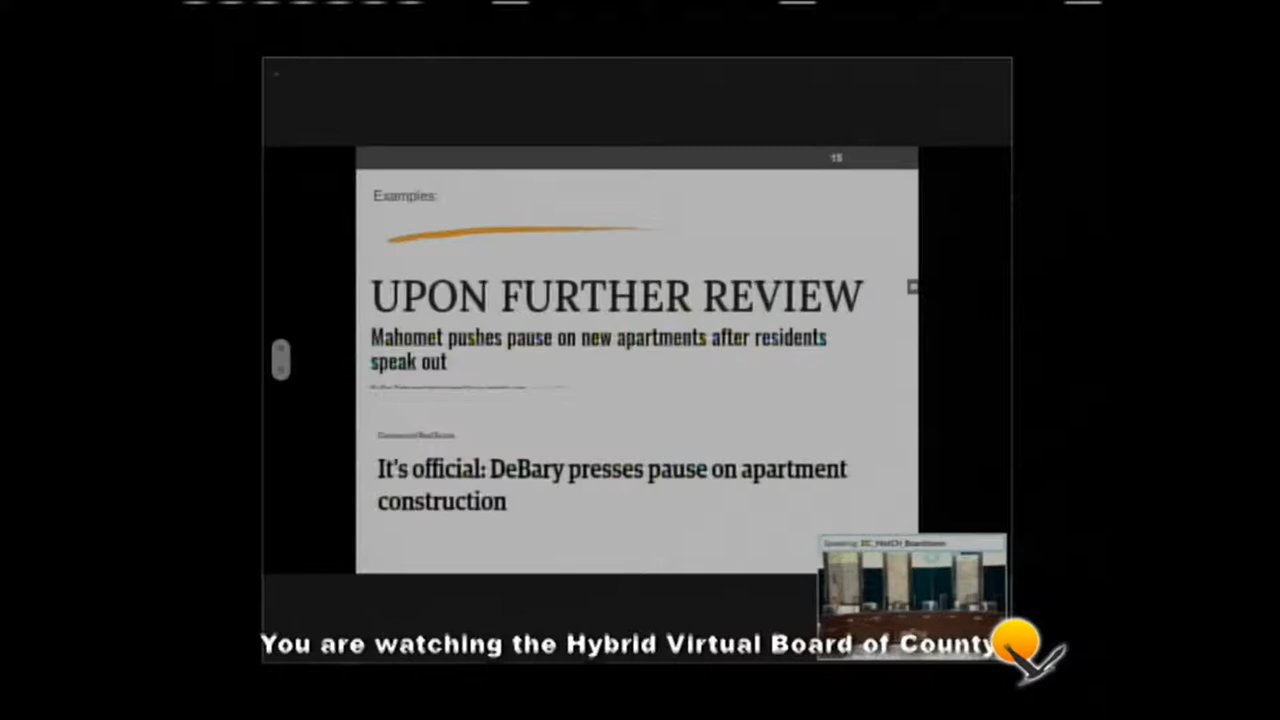 15
Examples:
UPON FURTHER REVIEW
Mahomet pushes pause on new apartments after residents
speak out
It's official: DeBary presses pause on apartment
construction
You are watching the Hybrid Virtual Board of County